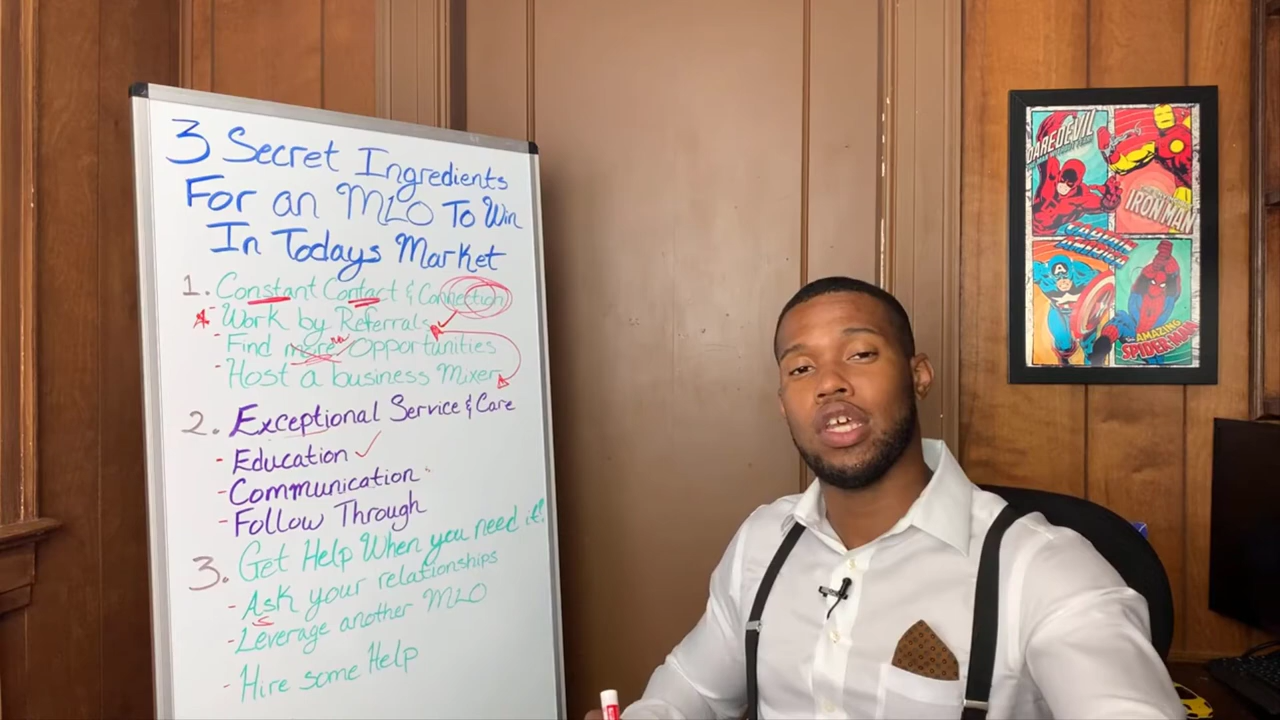 3 Secret Ingredients
For an MLO To Win
In Todays Market
1. Constant Contact & Connection
- Work by Referrals
- Find more Opportunities
- Host a business Mixer
2. Exceptional Service & Care
- Education
- Communication
- Follow Through
3. Get Help When you need it!
- Ask your relationships
- Leverage another MLO
- Hire some Help
DAREDEVIL
IRON MAN
CAPTAIN
AMERICA
AMAZING
SPIDER-MAN